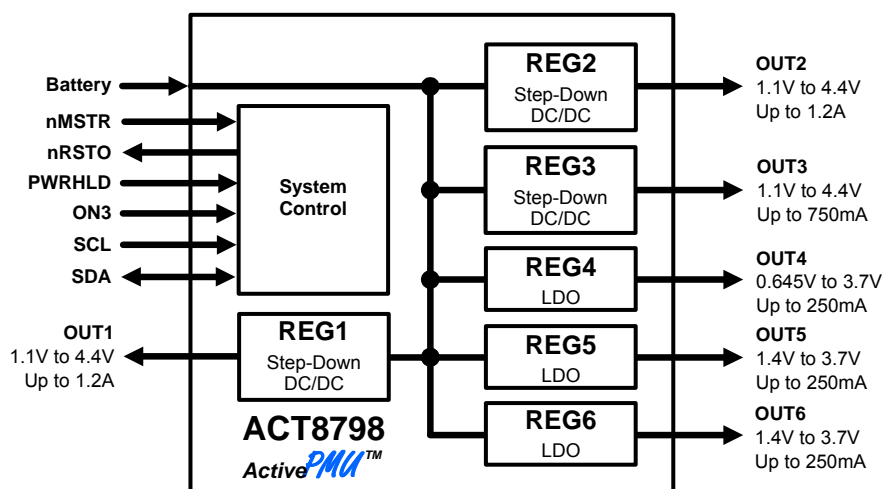 Battery
nMSTR
nRSTO
PWRHLD
ON3
SCL
SDA
System
Control
OUT1
1.1V to 4.4V
Up to 1.2A
REG1
Step-Down
DC/DC
ACT8798
ActivePMU™
REG2
Step-Down
DC/DC
OUT2
1.1V to 4.4V
Up to 1.2A
REG3
Step-Down
DC/DC
OUT3
1.1V to 4.4V
Up to 750mA
REG4
LDO
OUT4
0.645V to 3.7V
Up to 250mA
REG5
LDO
OUT5
1.4V to 3.7V
Up to 250mA
REG6
LDO
OUT6
1.4V to 3.7V
Up to 250mA